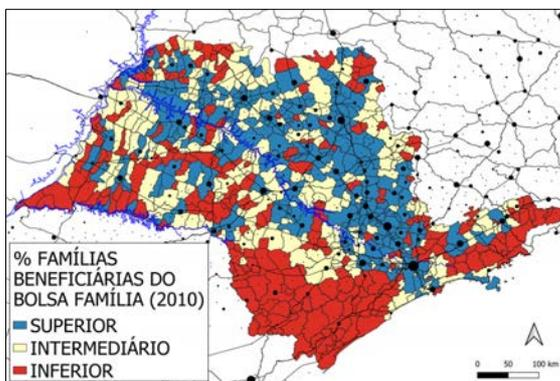 % FAMÍLIAS
BENEFICIÁRIAS DO
BOLSA FAMÍLIA (2010)
SUPERIOR
INTERMEDIÁRIO
INFERIOR
0 50 100 km